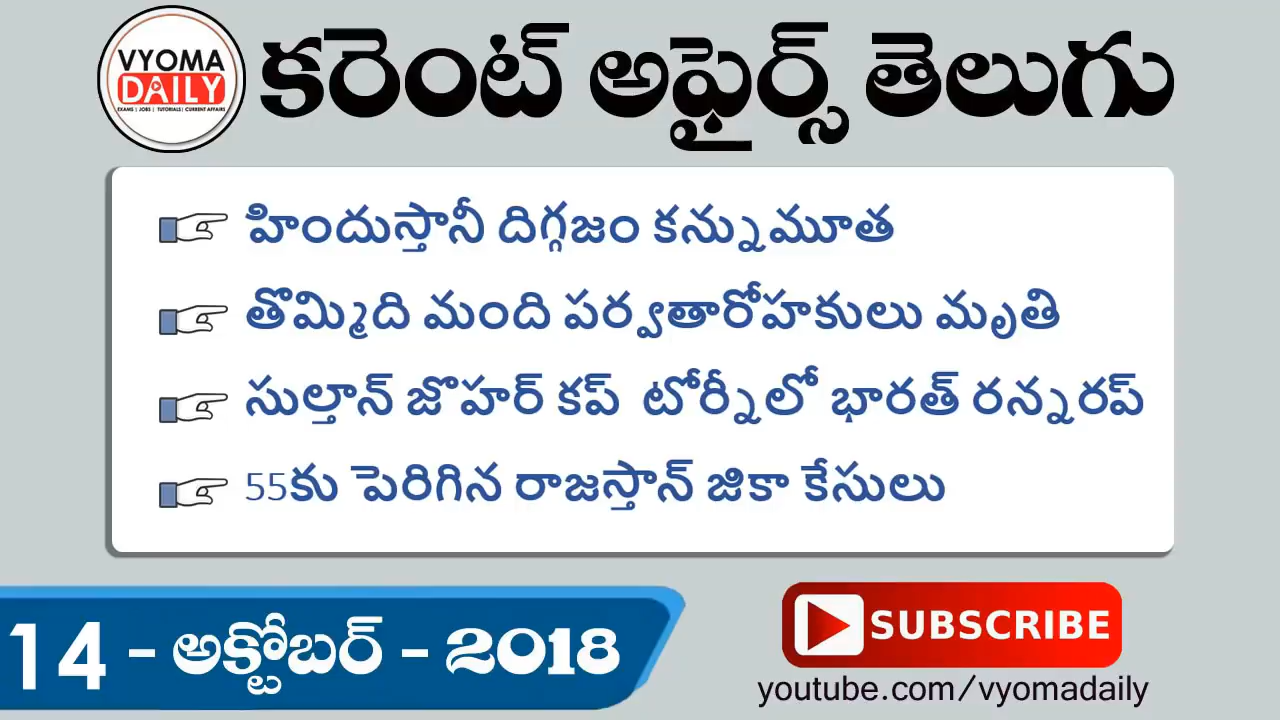 VYOMA
DAILY
EXAMS | JOBS | TUTORIALS | CURRENT AFFAIRS
కరెంట్ అఫైర్స్ తెలుగు
హిందుస్తానీ దిగ్గజం కన్నుమూత
తొమ్మిది మంది పర్వతారోహకులు మృతి
సుల్తాన్ జొహర్ కప్ టోర్నీలో భారత్ రన్నరప్
55కు పెరిగిన రాజస్తాన్ జికా కేసులు
14 - అక్టోబర్ - 2018
SUBSCRIBE
youtube.com/vyomadaily